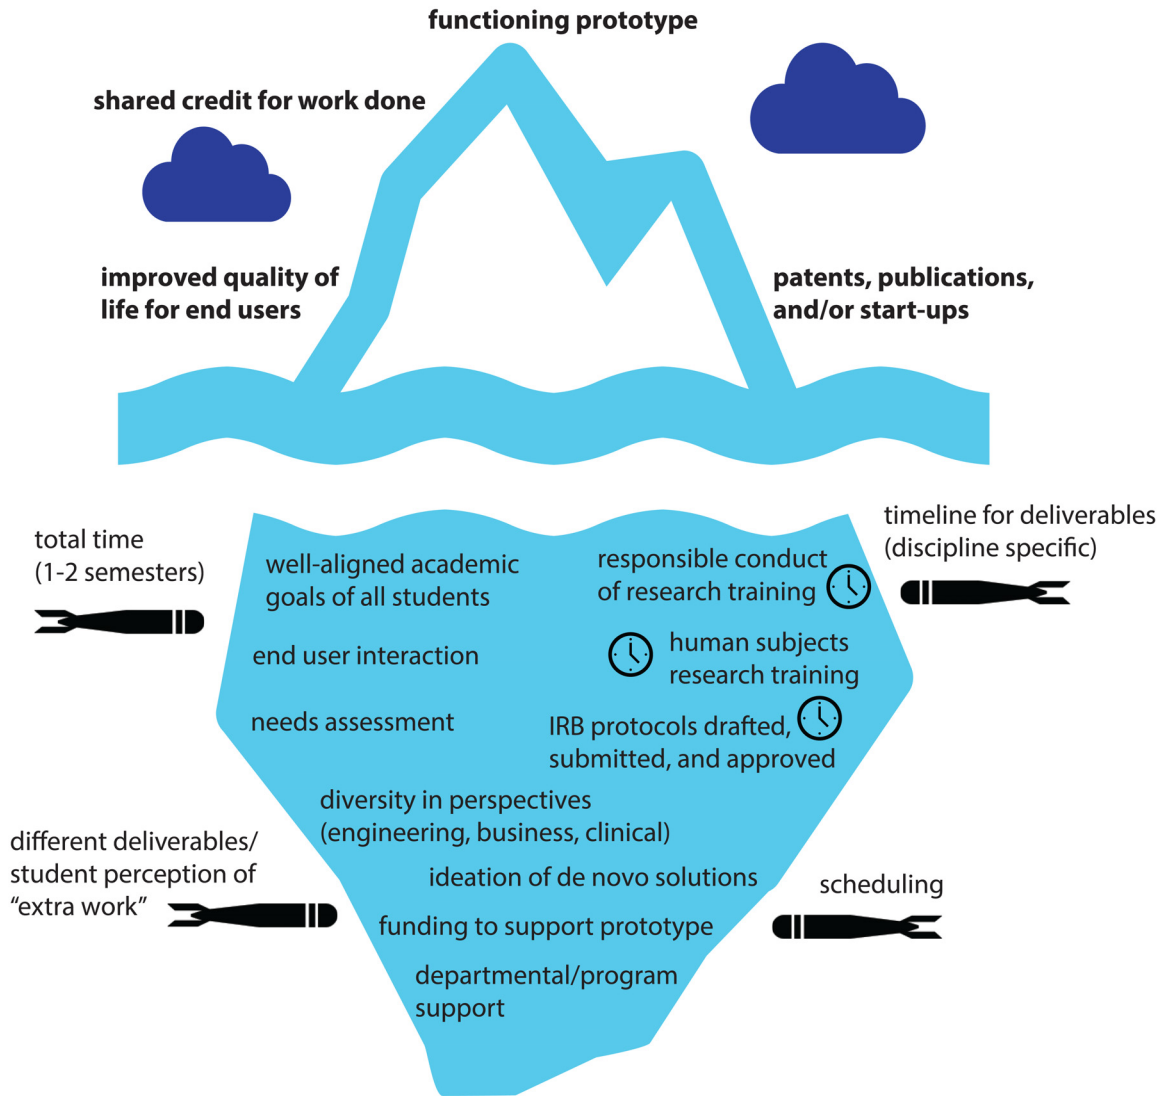 functioning prototype
shared credit for work done
improved quality of
life for end users
patents, publications,
and/or start-ups
total time
(1-2 semesters)
timeline for deliverables
(discipline specific)
well-aligned academic
goals of all students
responsible conduct
of research training
end user interaction
human subjects
research training
needs assessment
IRB protocols drafted,
submitted, and approved
diversity in perspectives
(engineering, business, clinical)
different deliverables/
student perception of
“extra work”
ideation of de novo solutions
scheduling
funding to support prototype
departmental/program
support